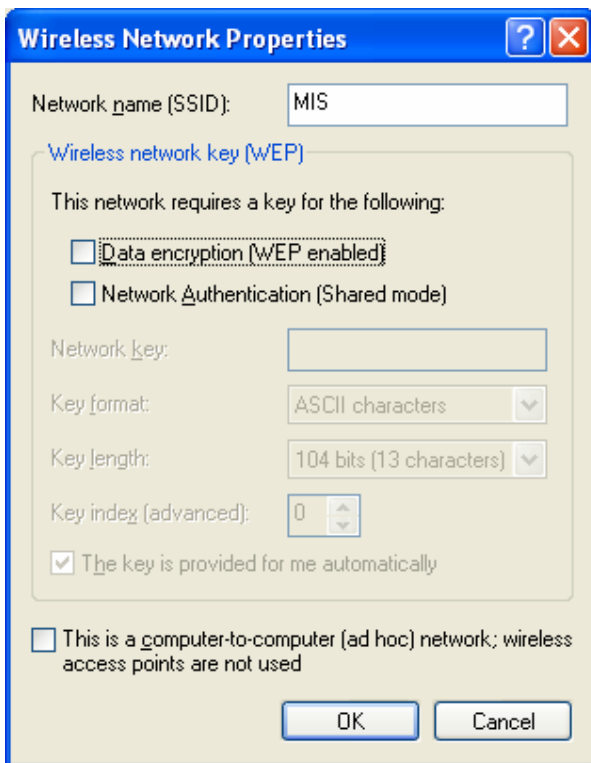 Wireless Network Properties
Network name (SSID): MIS
Wireless network key (WEP)
This network requires a key for the following:
Data encryption (WEP enabled)
Network Authentication (Shared mode)
Network key:
Key format: ASCII characters
Key length: 104 bits (13 characters)
Key index (advanced): 0
The key is provided for me automatically
This is a computer-to-computer (ad hoc) network; wireless
access points are not used
OK Cancel